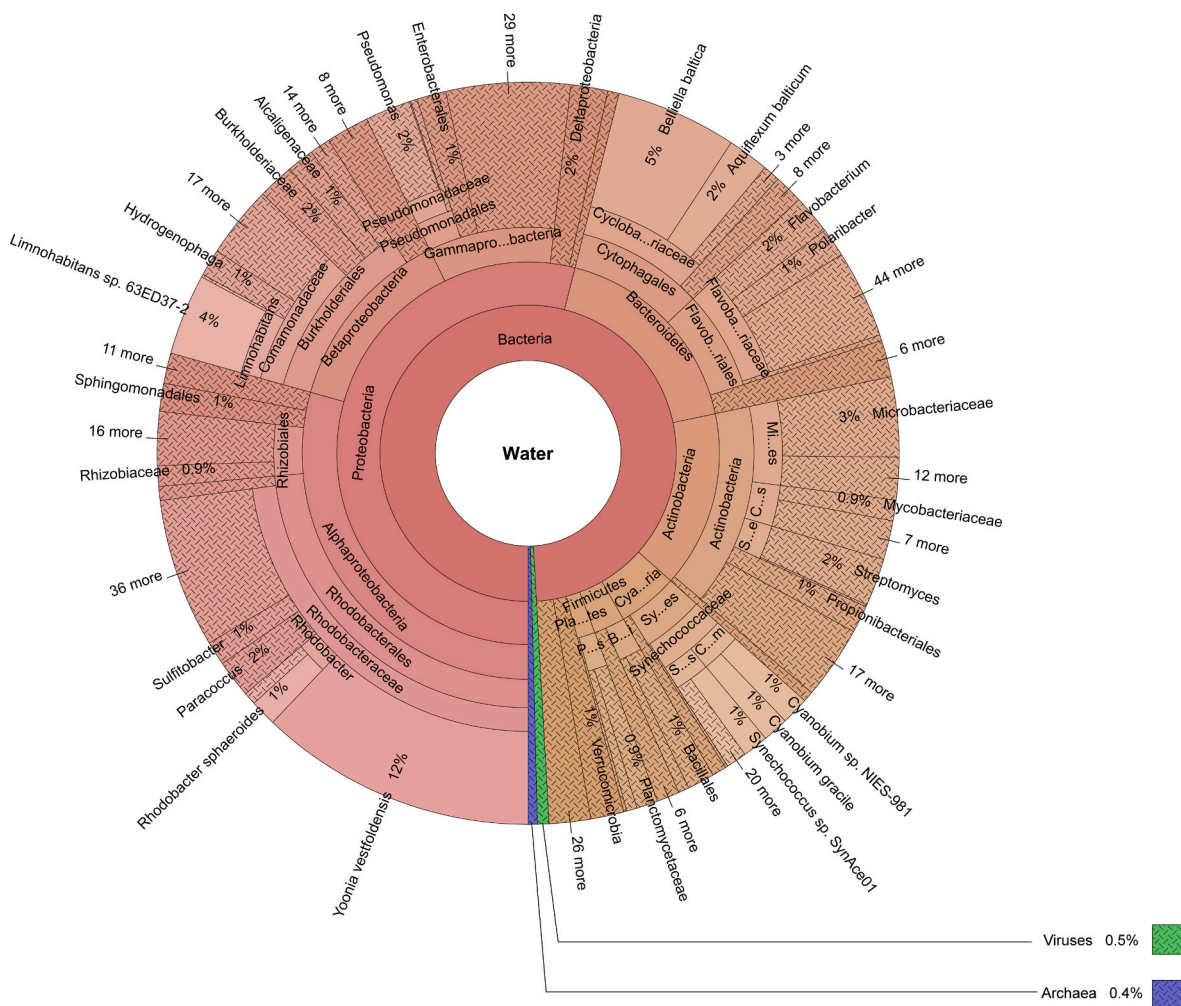 Water
Bacteria
Proteobacteria
Bacteroidetes
Actinobacteria
Actinobacteria
Firmicutes
Pla...tes
Cya...ria
Alphaproteobacteria
Rhodobacterales
Rhodobacteraceae
Rhodobacter
Yoonia vestfoldensis 12%
Rhodobacter sphaeroides 1%
Paracoccus 2%
Sulfitobacter 1%
36 more
Rhizobiales
Rhizobiaceae 0.9%
16 more
Sphingomonadales 1%
11 more
Betaproteobacteria
Burkholderiales
Comamonadaceae
Limnohabitans
Limnohabitans sp. 63ED37-2 4%
Hydrogenophaga 1%
17 more
Burkholderiaceae 2%
Alcaligenaceae 1%
14 more
8 more
Gammapro...bacteria
Pseudomonadales
Pseudomonadaceae
Pseudomonas 2%
Enterobacterales 1%
29 more
2% Deltaproteobacteria
Cytophagales
Cycloba...riaceae
5% Belliella baltica
2% Aquiflexum balticum
3 more
8 more
Flavob...riales
Flavoba...riaceae
2% Flavobacterium
1% Polaribacter
44 more
6 more
Mi...es
3% Microbacteriaceae
12 more
C...s
0.9% Mycobacteriaceae
7 more
S...e
2% Streptomyces
1% Propionibacteriales
17 more
Sy...es
Synechococcaceae
C...m
S...s
1% Cyanobium sp. NIES-981
1% Cyanobium gracile
1% Synechococcus sp. SynAce01
20 more
B...i
1% Bacillales
6 more
P...s
0.9% Planctomycetaceae
1% Verrucomicrobia
26 more
Viruses 0.5%
Archaea 0.4%